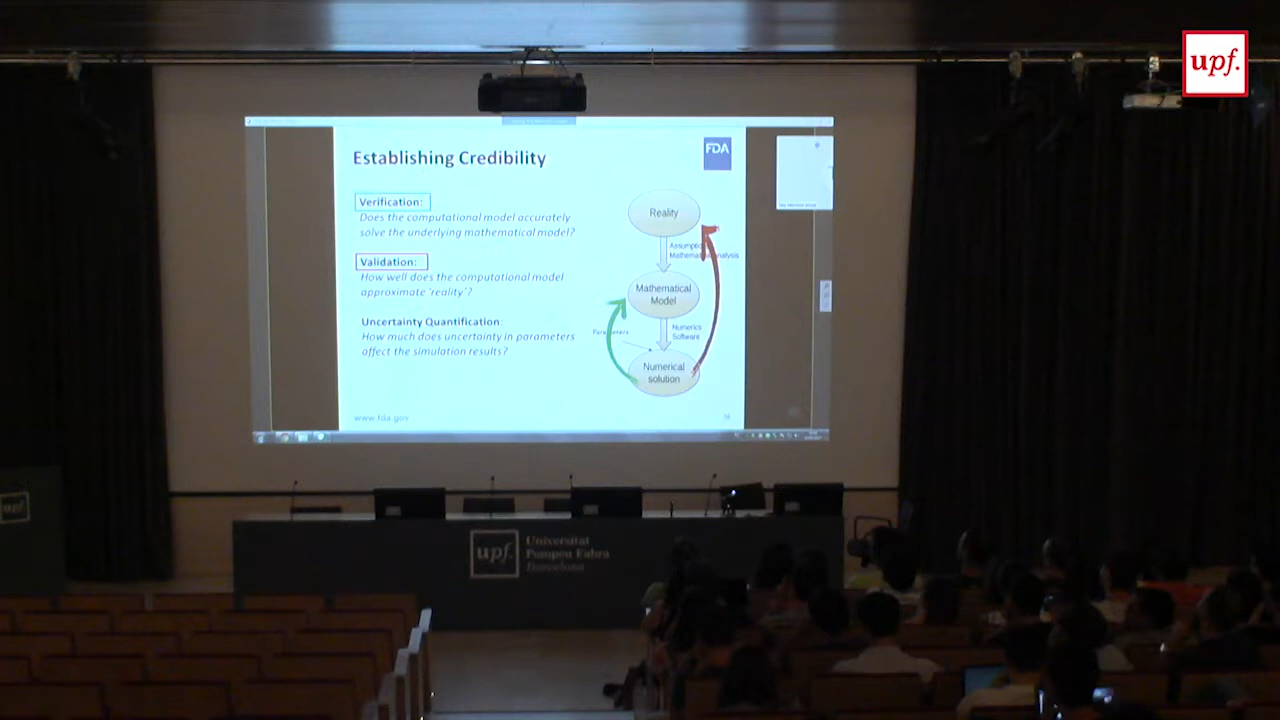 upf.
Establishing Credibility
FDA
Verification:
Does the computational model accurately
solve the underlying mathematical model?
Validation:
How well does the computational model
approximate 'reality'?
Uncertainty Quantification:
How much does uncertainty in parameters
affect the simulation results?
Reality
Mathematical
Model
Numerics
Software
Parameters
Numerical
solution
www.fda.gov
upf.
upf.
Universitat
Pompeu Fabra
Barcelona